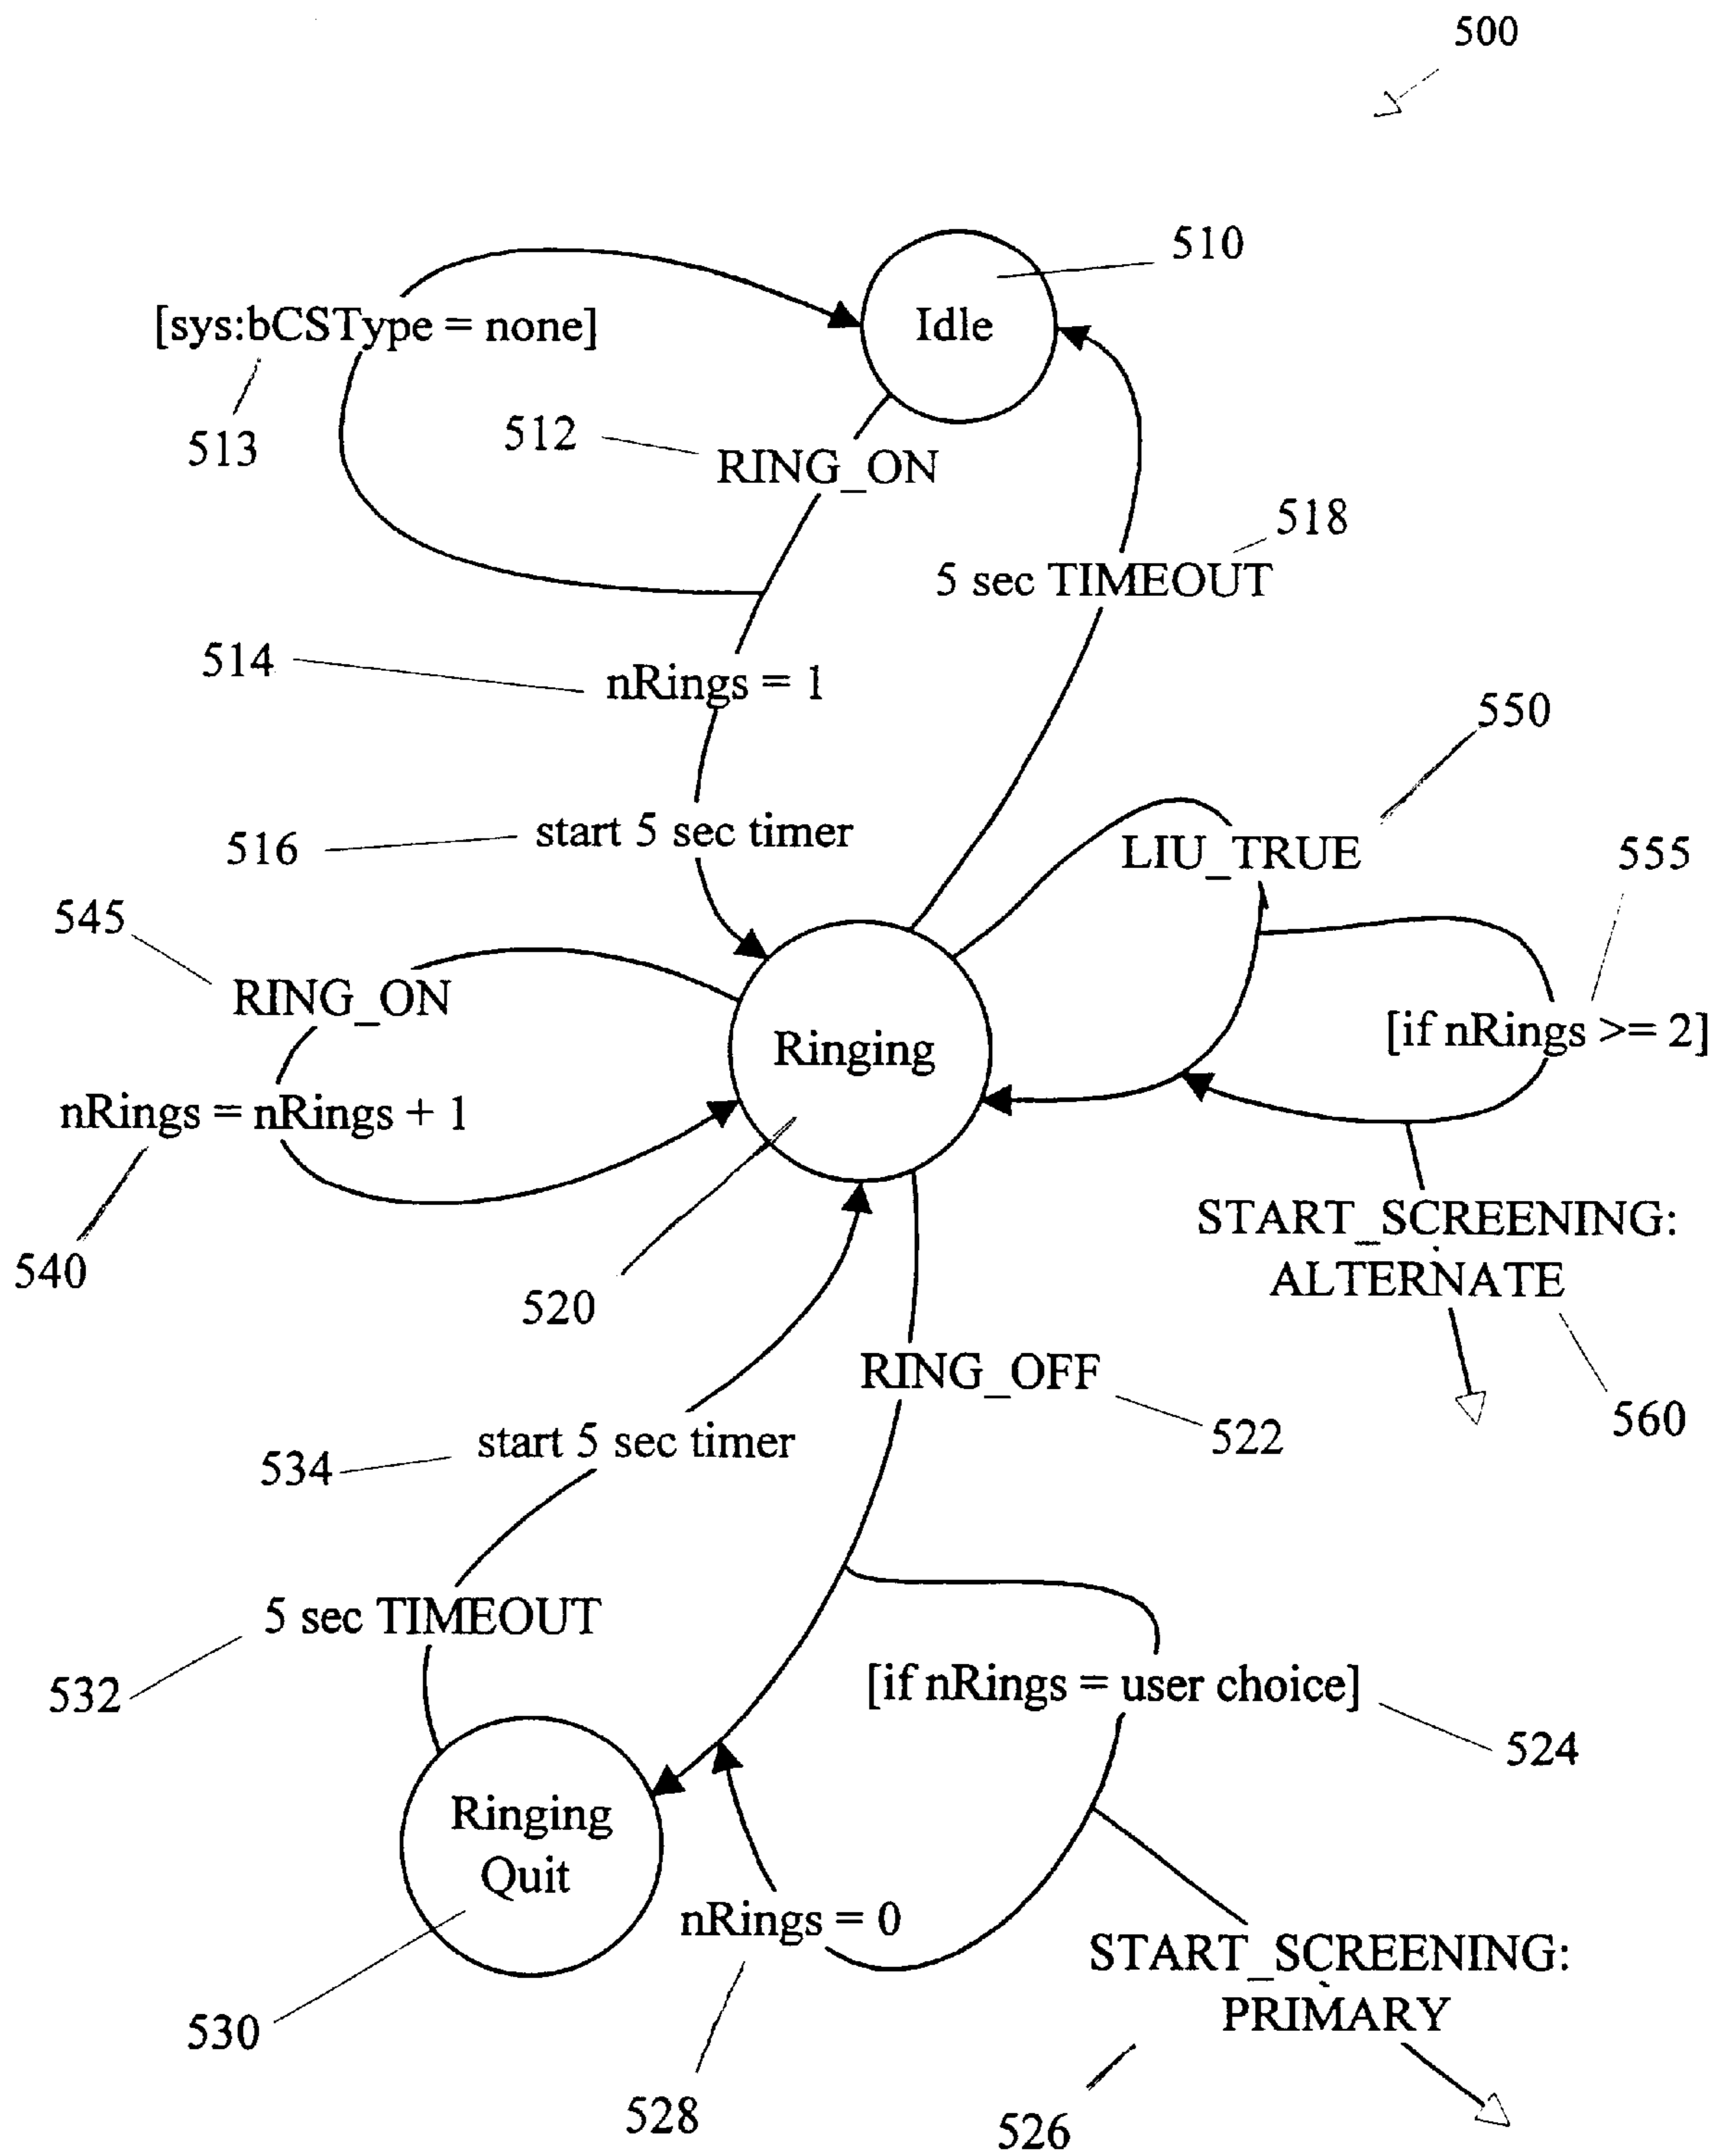 500
510
[sys:bCSType = none]
Idle
513
512
RING_ON
518
5 sec TIMEOUT
514
nRings = 1
550
516
start 5 sec timer
LIU_TRUE
555
545
RING_ON
[if nRings >= 2]
Ringing
nRings = nRings + 1
540
START_SCREENING:
ALTERNATE
520
RING_OFF
560
522
534
start 5 sec timer
5 sec TIMEOUT
532
[if nRings = user choice]
524
Ringing
Quit
nRings = 0
START_SCREENING:
PRIMARY
530
528
526